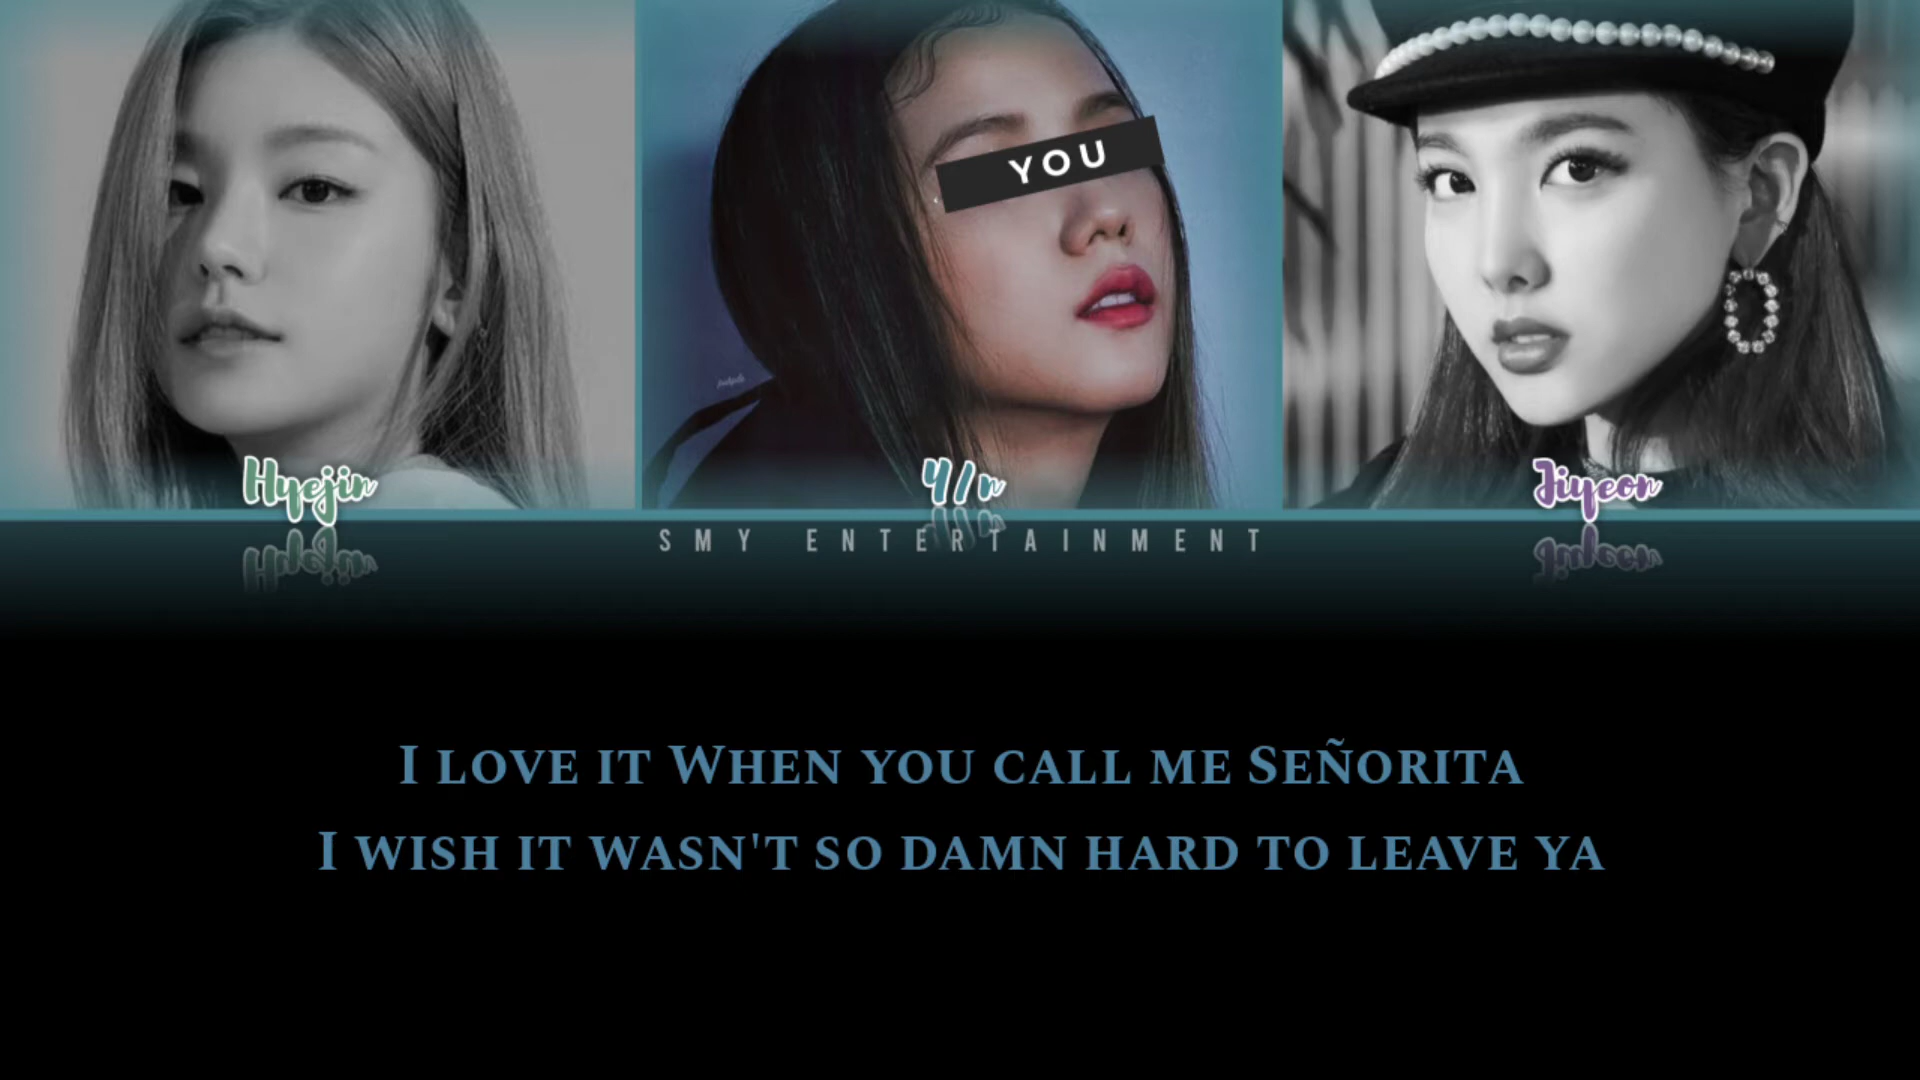 YOU
Hyejin
Y/n
Jiyeon
SMY ENTERTAINMENT
I LOVE IT WHEN YOU CALL ME SEÑORITA
I WISH IT WASN'T SO DAMN HARD TO LEAVE YA